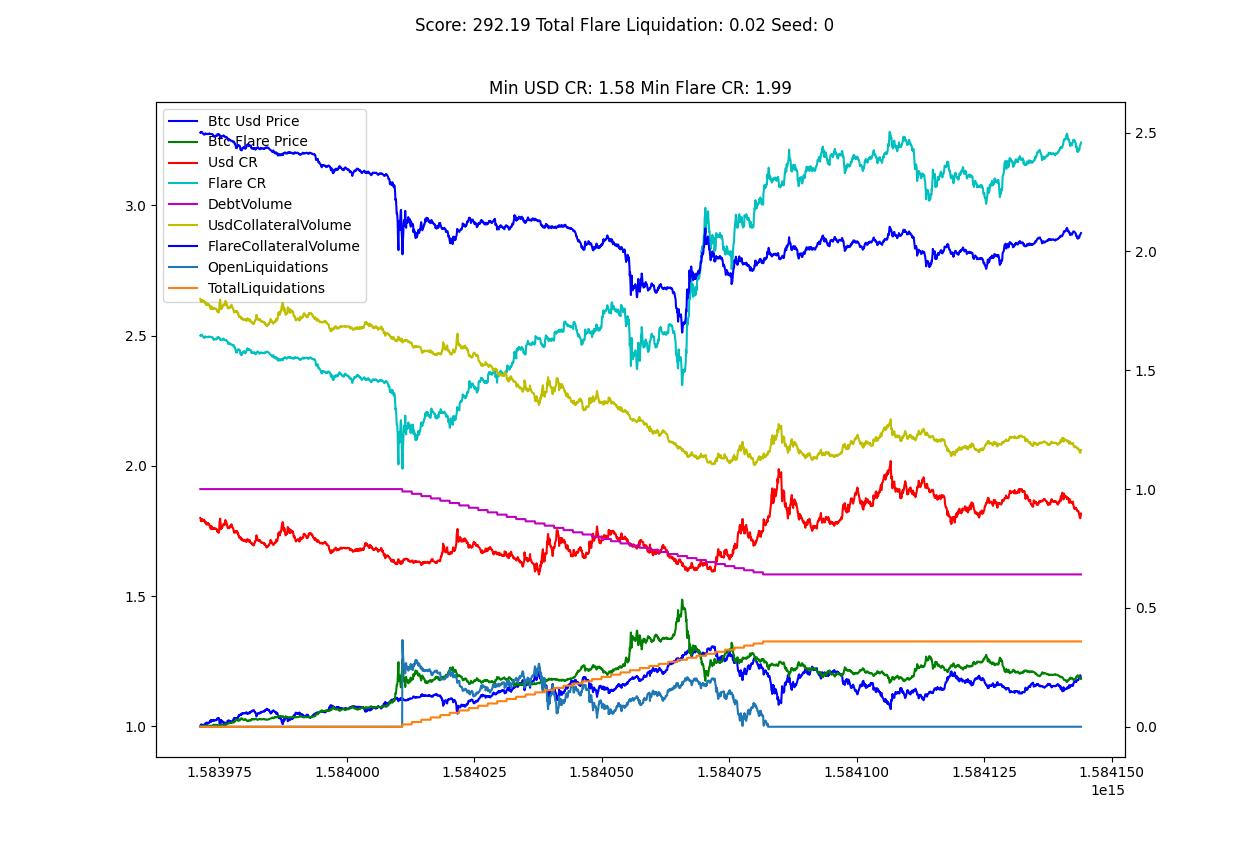 Score: 292.19 Total Flare Liquidation: 0.02 Seed: 0
Min USD CR: 1.58 Min Flare CR: 1.99
Btc Usd Price
Btc Flare Price
Usd CR
Flare CR
DebtVolume
UsdCollateralVolume
FlareCollateralVolume
OpenLiquidations
TotalLiquidations
3.0
2.5
2.0
1.5
1.0
2.5
2.0
1.5
1.0
0.5
0.0
1.583975
1.584000
1.584025
1.584050
1.584075
1.584100
1.584125
1.584150
1e15